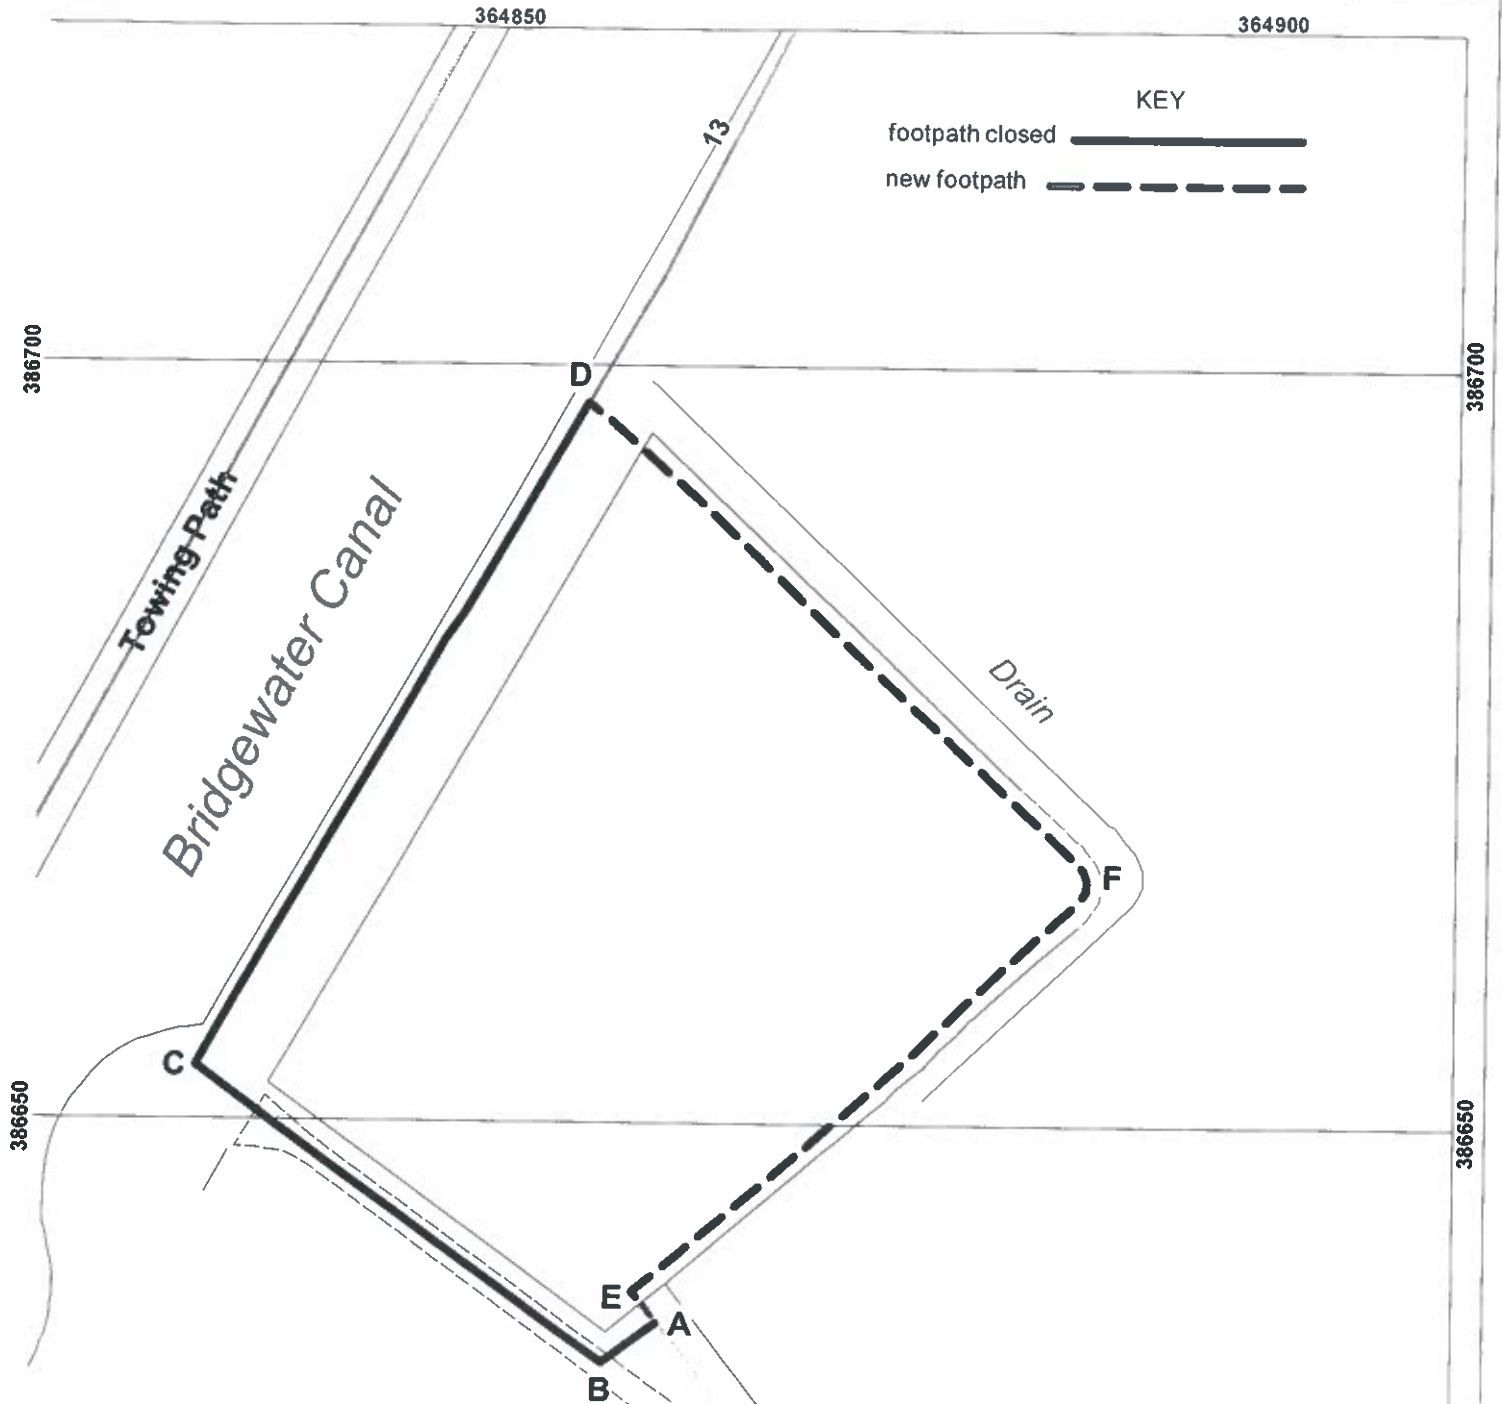 364850
364900
KEY
footpath closed
new footpath
13
386700
386700
D
Towing Path
Bridgewater Canal
Drain
F
C
386650
386650
E
A
B